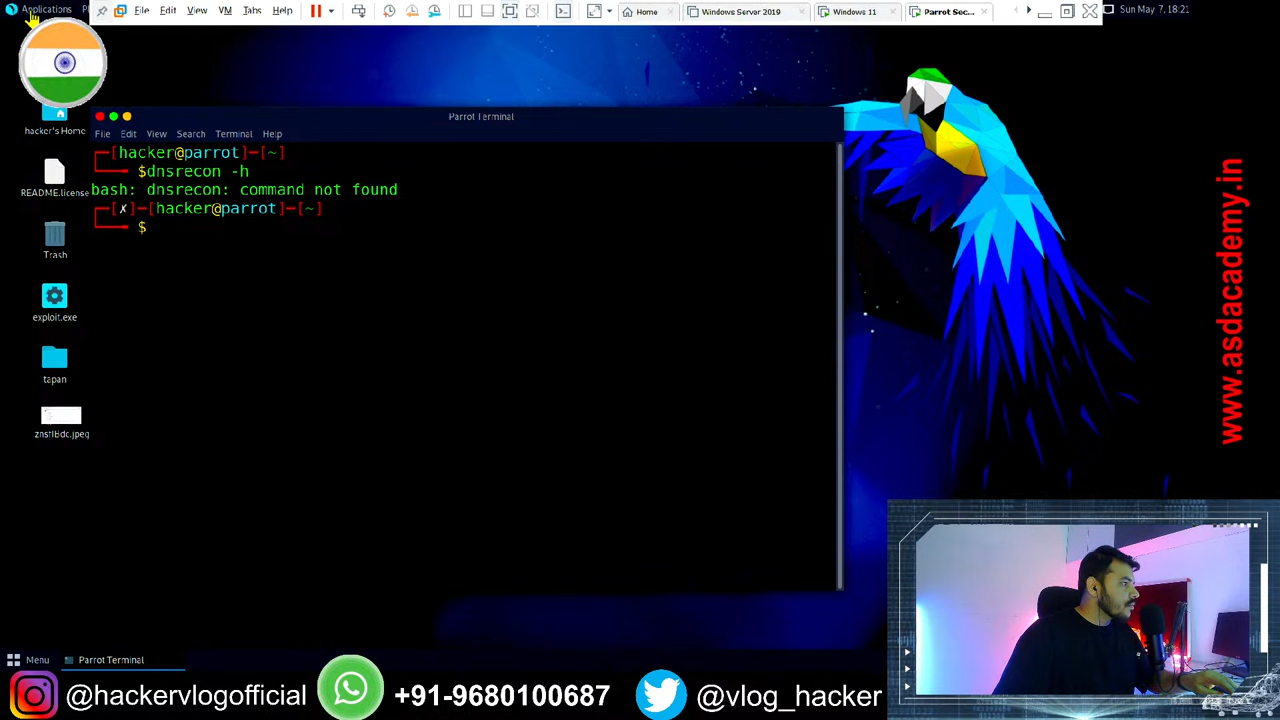 Applications
File Edit View VM Tabs Help
Home
Windows Server 2019
Windows 11
Parrot Sec...
Sun May 7, 18:21
hacker's Home
README.license
Trash
exploit.exe
tapan
Parrot Terminal
File Edit View Search Terminal Help
┌─[hacker@parrot]─[~]
└──╼ $dnsrecon -h
bash: dnsrecon: command not found
┌─[✗]─[hacker@parrot]─[~]
└──╼ $
www.asdacademy.in
Menu
Parrot Terminal
@hackervlogofficial
+91-9680100687
@vlog_hacker